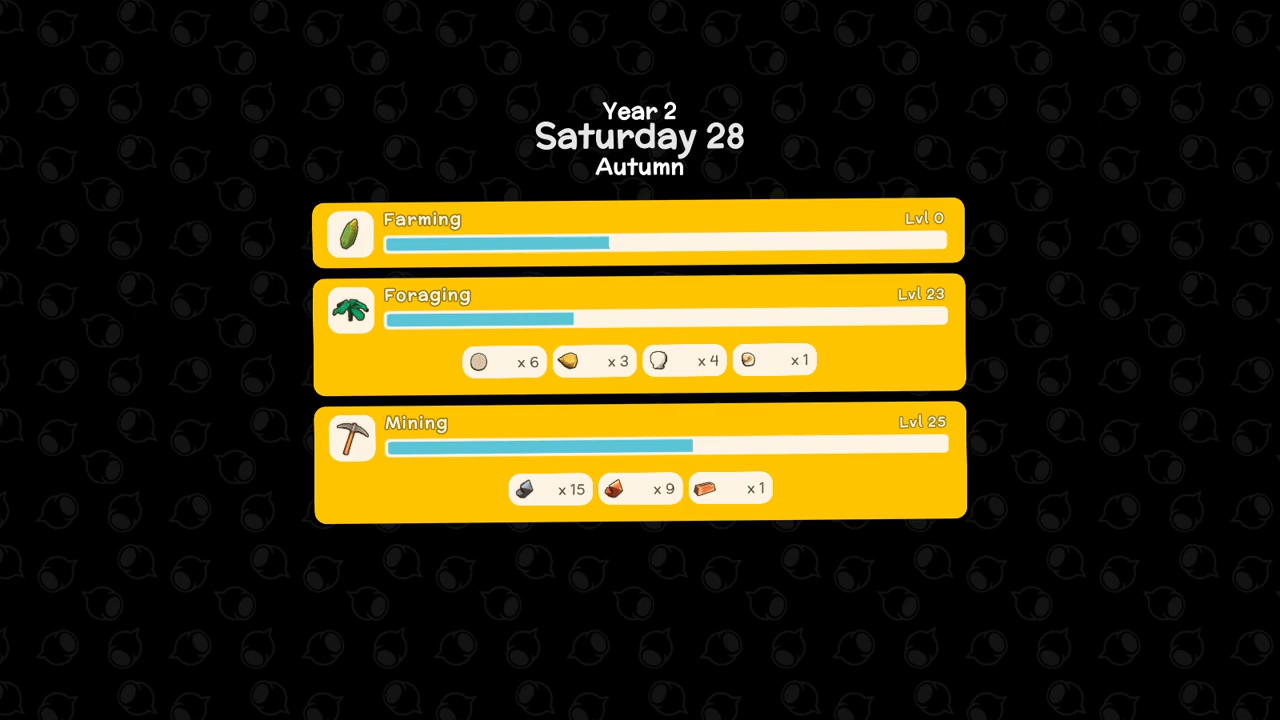 Year 2
Saturday 28
Autumn
Farming Lvl 0
Foraging Lvl 23
x 6 x 3 x 4 x 1
Mining Lvl 25
x 15 x 9 x 1